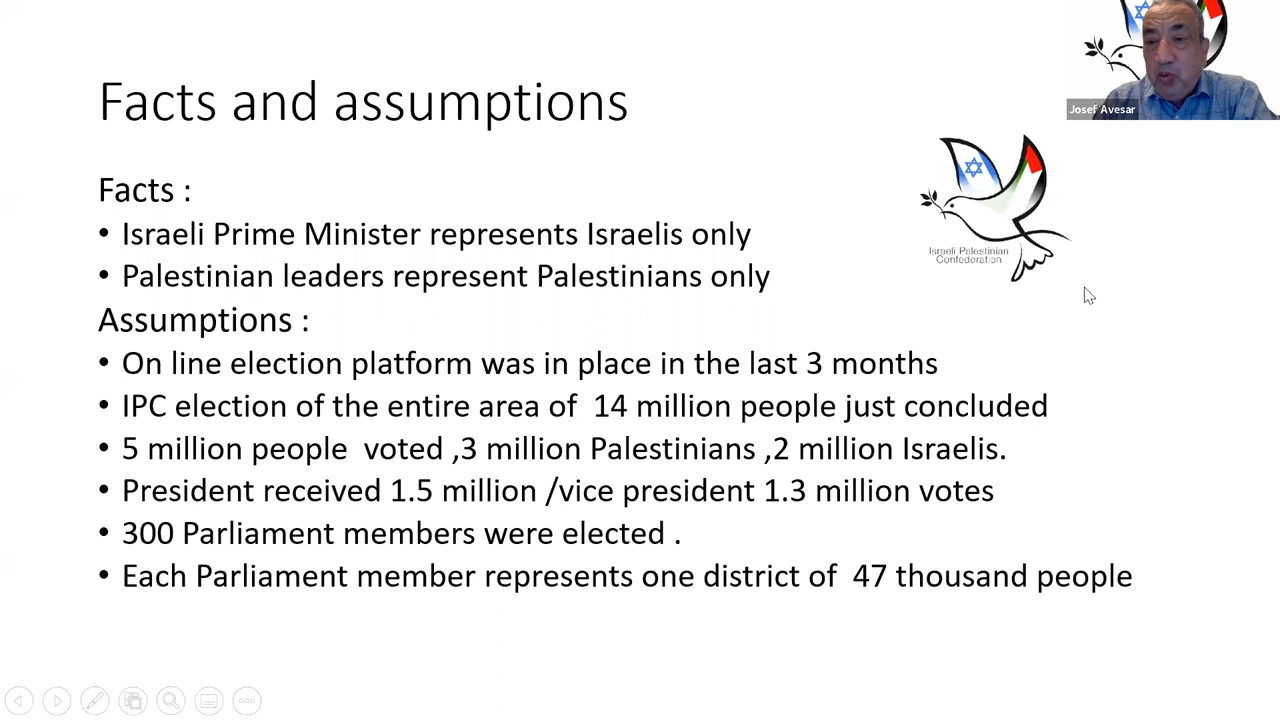 Facts and assumptions
Josef Avesar
Israeli Palestinian
Confederation
Facts :
• Israeli Prime Minister represents Israelis only
• Palestinian leaders represent Palestinians only
Assumptions :
• On line election platform was in place in the last 3 months
• IPC election of the entire area of  14 million people just concluded
• 5 million people  voted ,3 million Palestinians ,2 million Israelis.
• President received 1.5 million /vice president 1.3 million votes
• 300 Parliament members were elected .
• Each Parliament member represents one district of  47 thousand people